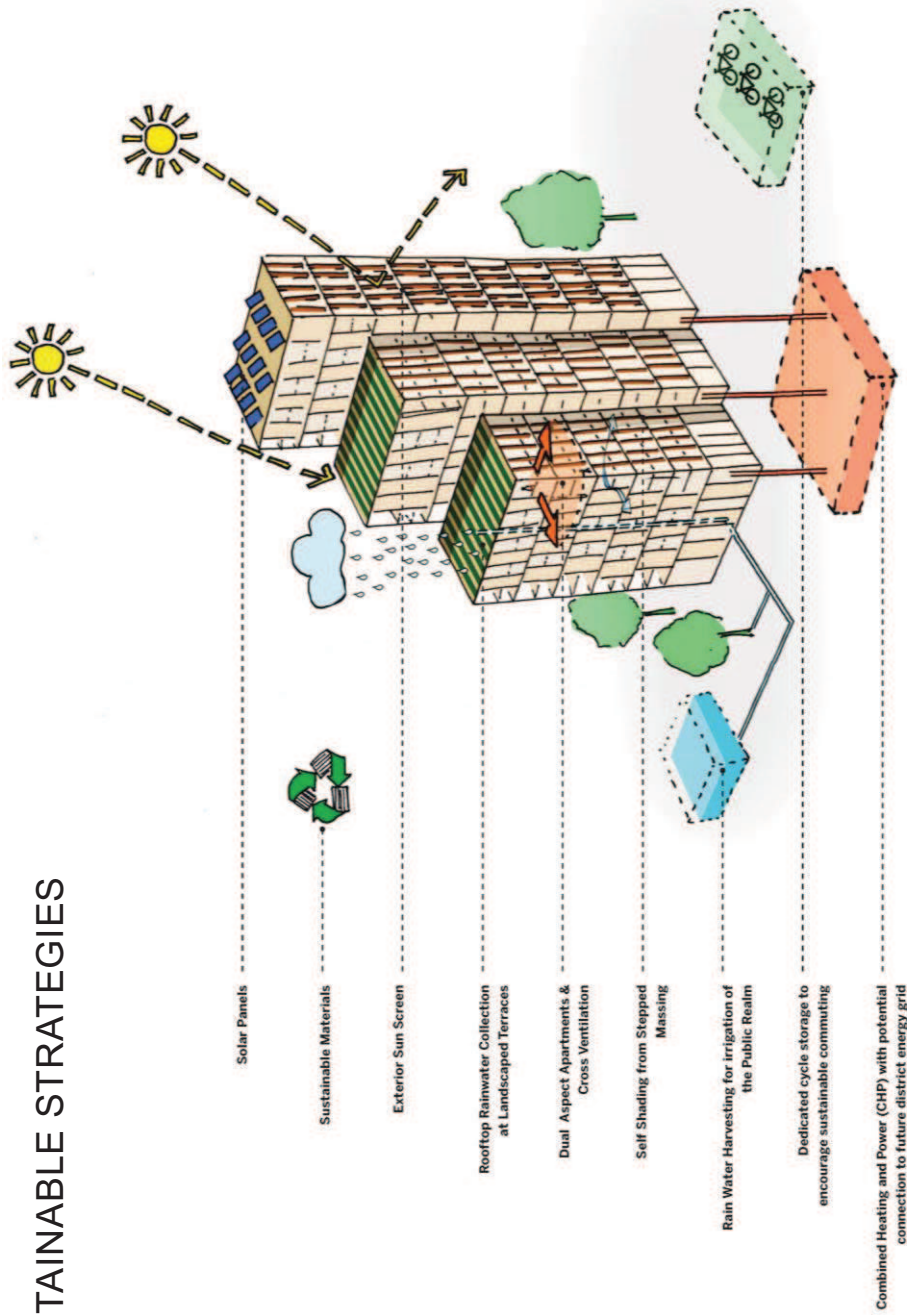 TAINABLE STRATEGIES
Solar Panels
Sustainable Materials
Exterior Sun Screen
Rooftop Rainwater Collection
at Landscaped Terraces
Dual Aspect Apartments &
Cross Ventilation
Self Shading from Stepped
Massing
Rain Water Harvesting for irrigation of
the Public Realm
Dedicated cycle storage to
encourage sustainable commuting
Combined Heating and Power (CHP) with potential
connection to future district energy grid